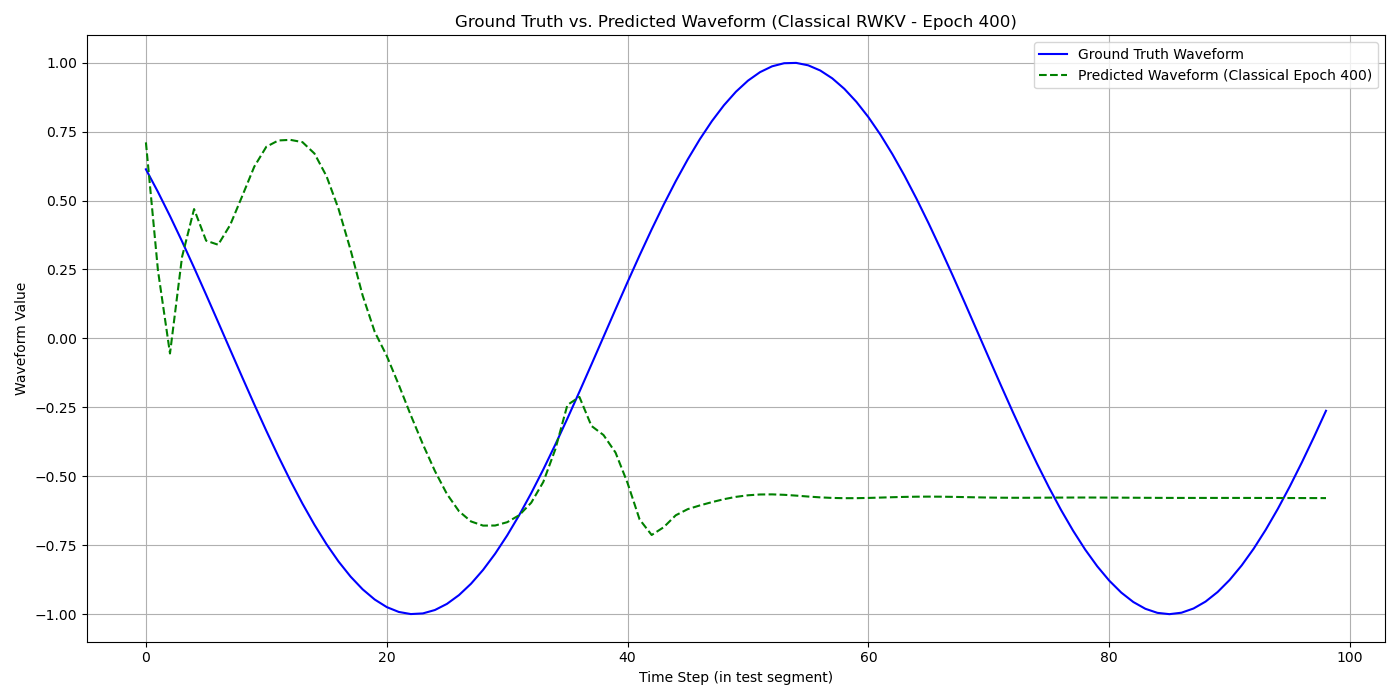 Ground Truth vs. Predicted Waveform (Classical RWKV - Epoch 400)
Ground Truth Waveform
Predicted Waveform (Classical Epoch 400)
Waveform Value
1.00
0.75
0.50
0.25
0.00
−0.25
−0.50
−0.75
−1.00
0 20 40 60 80 100
Time Step (in test segment)